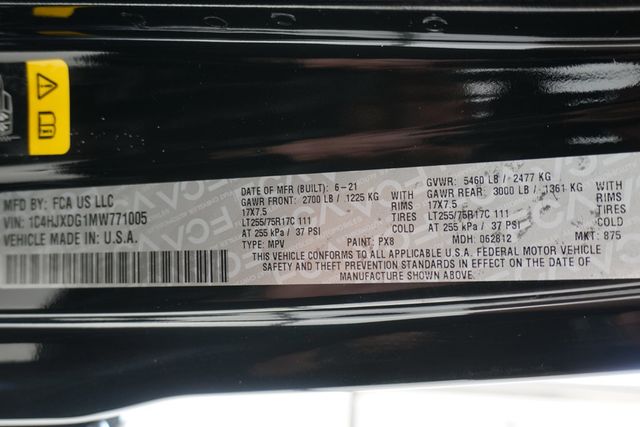 MFD BY: FCA US LLC
VIN: 1C4HJXDG1MW771005
VEHICLE MADE IN: U.S.A.
DATE OF MFR (BUILT): 6-21
GAWR FRONT: 2700 LB / 1225 KG WITH
17X7.5 RIMS
LT255/75R17C 111 TIRES
AT 255 kPa / 37 PSI COLD
TYPE: MPV PAINT: PX8
GVWR: 5460 LB / 2477 KG
GAWR REAR: 3000 LB / 1361 KG WITH
17X7.5 RIMS
LT255/75R17C 111 TIRES
AT 255 kPa / 37 PSI COLD
MDH: 062812 MKT: 875
THIS VEHICLE CONFORMS TO ALL APPLICABLE U.S.A. FEDERAL MOTOR VEHICLE
SAFETY AND THEFT PREVENTION STANDARDS IN EFFECT ON THE DATE OF
MANUFACTURE SHOWN ABOVE.